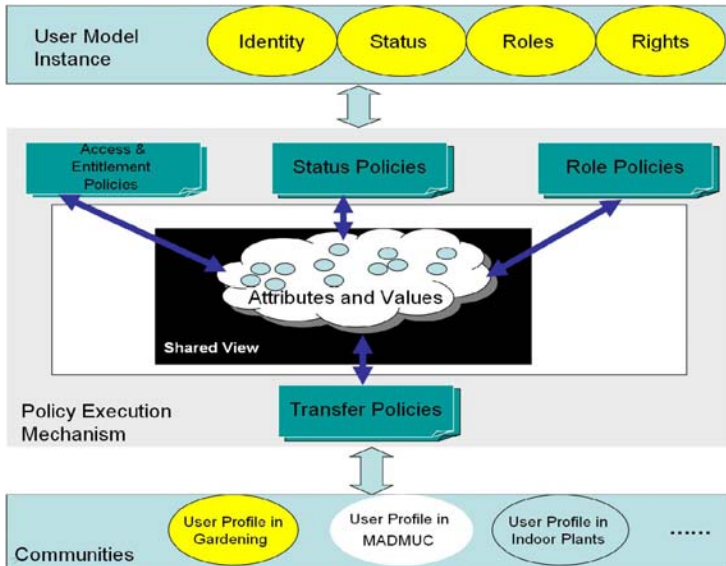 User Model
Instance
Identity
Status
Roles
Rights
Access &
Entitlement
Policies
Status Policies
Role Policies
Attributes and Values
Shared View
Transfer Policies
Policy Execution
Mechanism
User Profile in
Gardening
User Profile in
MADMUC
User Profile in
Indoor Plants
......
Communities